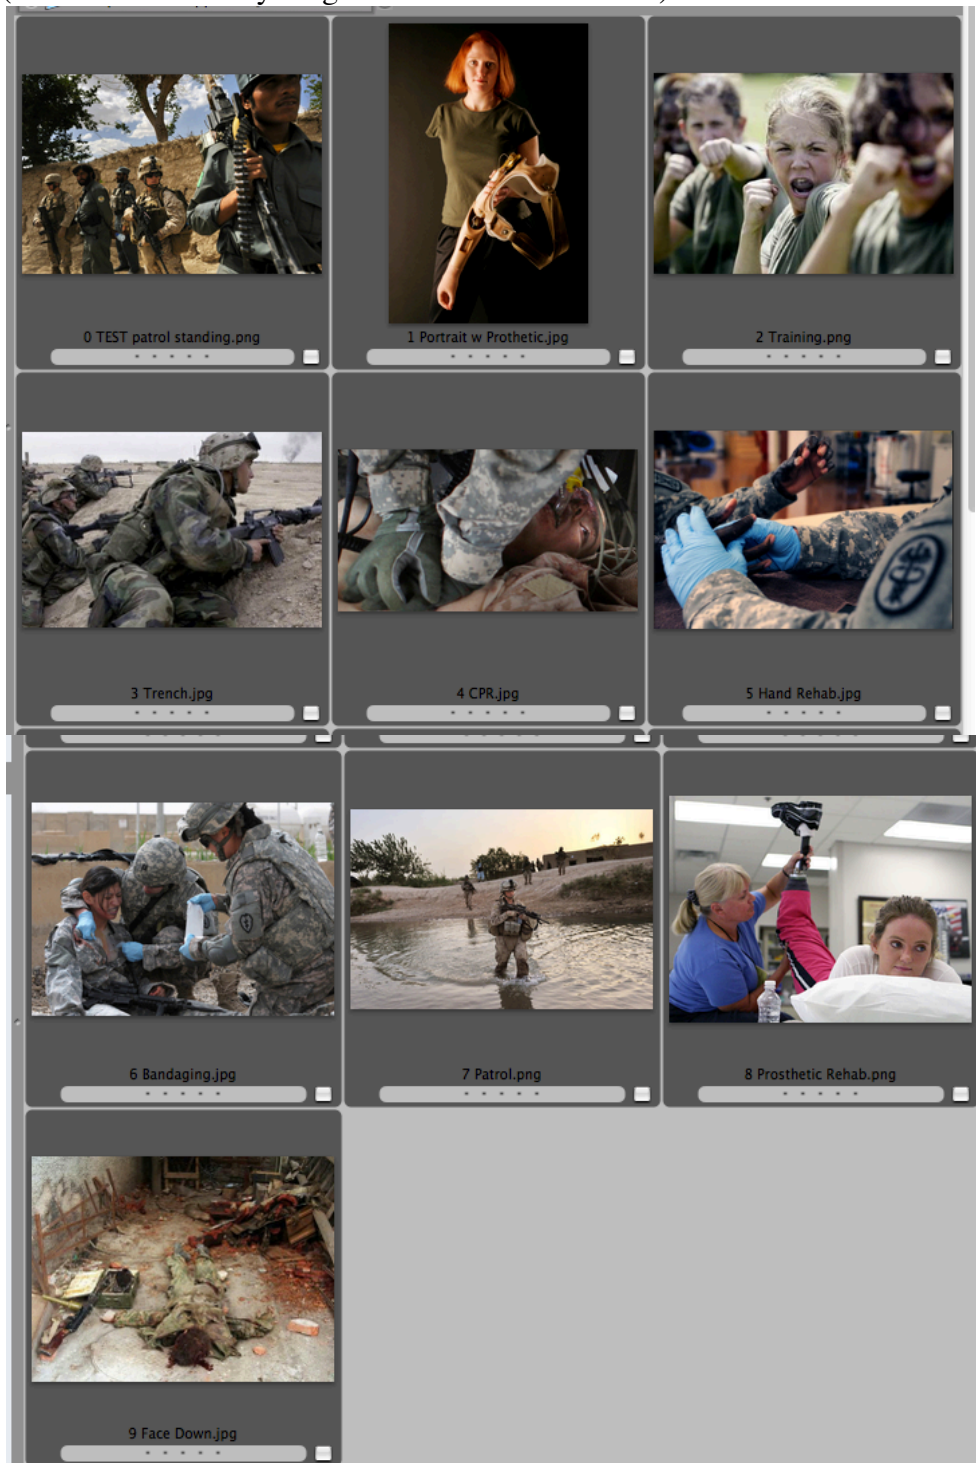 0 TEST patrol standing.png
1 Portrait w Prothetic.jpg
2 Training.png
3 Trench.jpg
4 CPR.jpg
5 Hand Rehab.jpg
6 Bandaging.jpg
7 Patrol.png
8 Prosthetic Rehab.png
9 Face Down.jpg